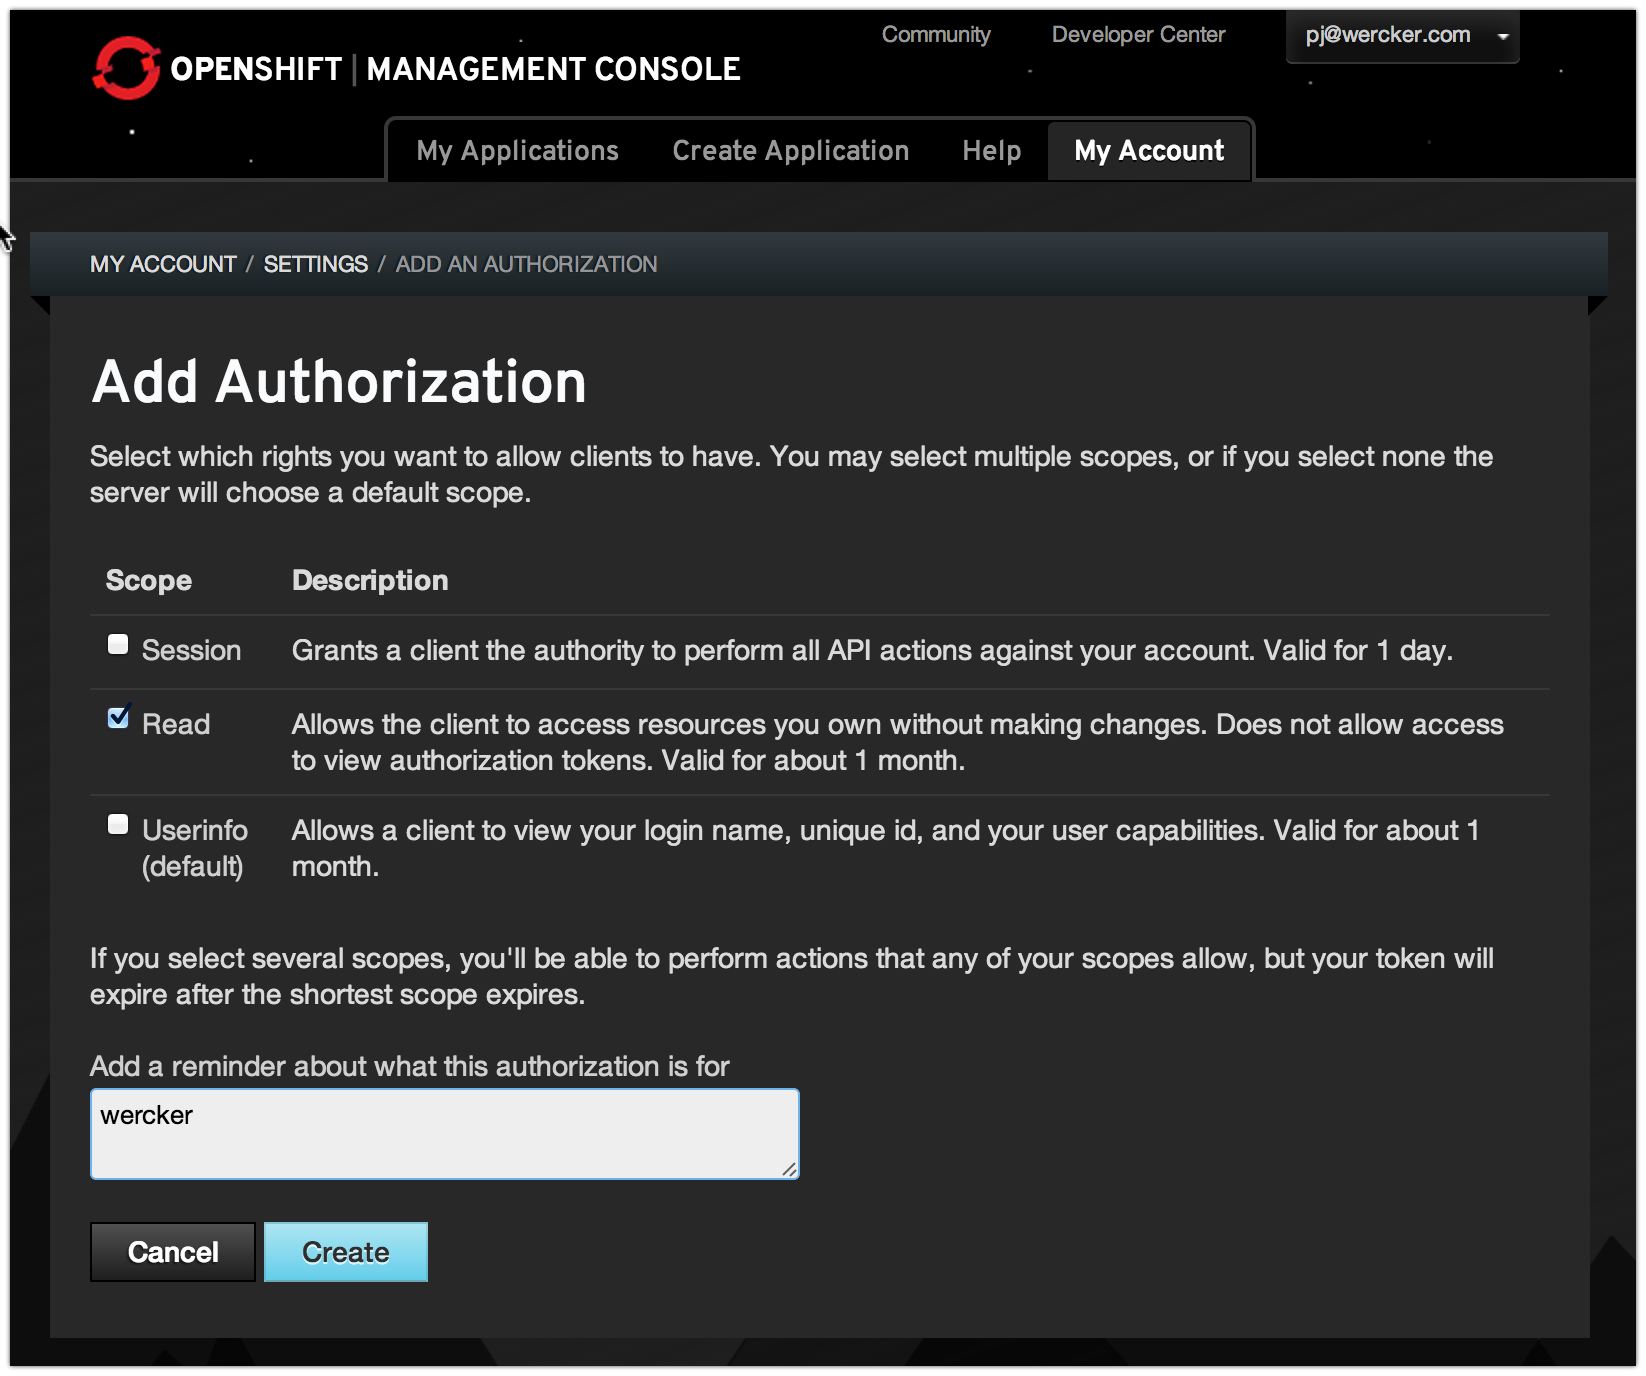 Community
Developer Center
pj@wercker.com
OPENSHIFT | MANAGEMENT CONSOLE
My Applications
Create Application
Help
My Account
MY ACCOUNT / SETTINGS / ADD AN AUTHORIZATION
Add Authorization
Select which rights you want to allow clients to have. You may select multiple scopes, or if you select none the
server will choose a default scope.
Scope
Description
Session
Grants a client the authority to perform all API actions against your account. Valid for 1 day.
Read
Allows the client to access resources you own without making changes. Does not allow access
to view authorization tokens. Valid for about 1 month.
Userinfo
(default)
Allows a client to view your login name, unique id, and your user capabilities. Valid for about 1
month.
If you select several scopes, you'll be able to perform actions that any of your scopes allow, but your token will
expire after the shortest scope expires.
Add a reminder about what this authorization is for
wercker
Cancel
Create